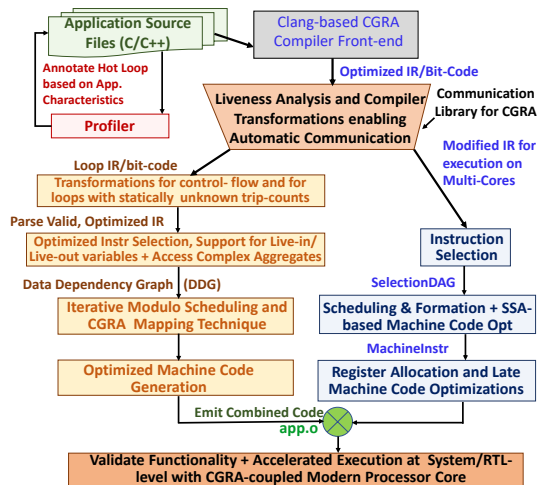 Application Source
Files (C/C++)
Clang-based CGRA
Compiler Front-end
Annotate Hot Loop
based on App.
Characteristics
Optimized IR/Bit-Code
Profiler
Liveness Analysis and Compiler
Transformations enabling
Automatic Communication
Communication
Library for CGRA
Modified IR for
execution on
Multi-Cores
Loop IR/bit-code
Transformations for control- flow and for
loops with statically unknown trip-counts
Parse Valid, Optimized IR
Optimized Instr Selection, Support for Live-in/
Live-out variables + Access Complex Aggregates
Instruction
Selection
Data Dependency Graph (DDG)
SelectionDAG
Iterative Modulo Scheduling and
CGRA Mapping Technique
Scheduling & Formation + SSA-
based Machine Code Opt
MachineInstr
Optimized Machine Code
Generation
Register Allocation and Late
Machine Code Optimizations
Emit Combined Code
app.o
Validate Functionality + Accelerated Execution at System/RTL-
level with CGRA-coupled Modern Processor Core